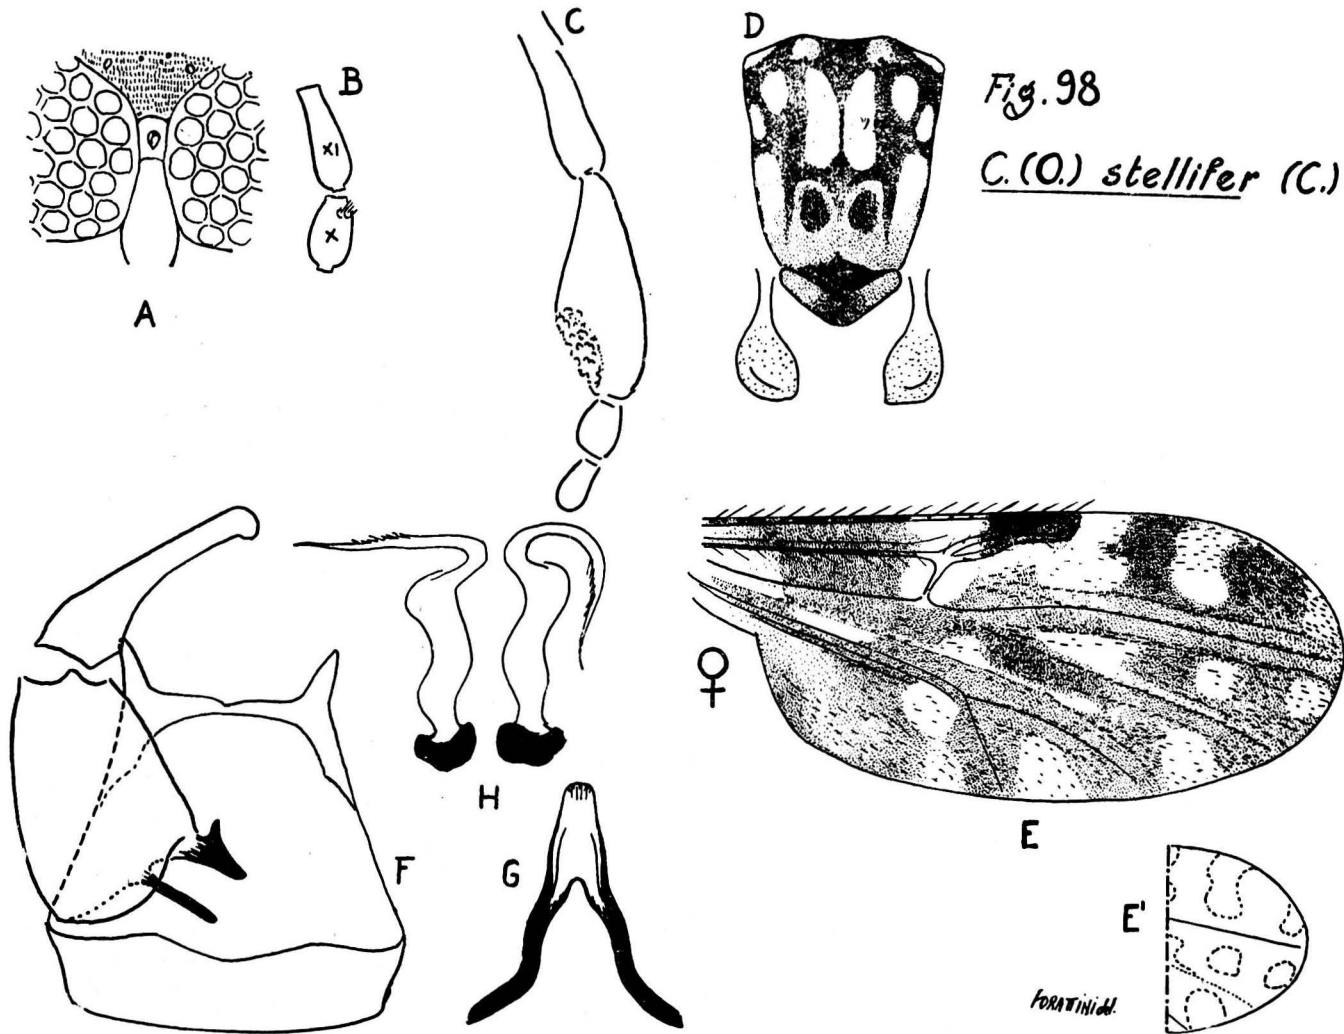 A
B
XI
X
C
D
Fig. 98
C. (O.) stellifer (C.)
♀
E
F
H
G
E'
FORATTINI del.